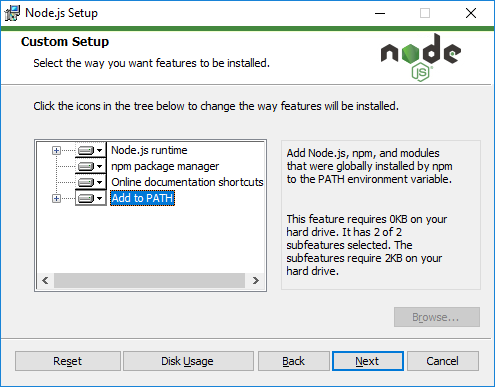 Node.js Setup
Custom Setup
Select the way you want features to be installed.
node
JS
Click the icons in the tree below to change the way features will be installed.
Node.js runtime
npm package manager
Online documentation shortcuts
Add to PATH
Add Node.js, npm, and modules
that were globally installed by npm
to the PATH environment variable.
This feature requires 0KB on your
hard drive. It has 2 of 2
subfeatures selected. The
subfeatures require 2KB on your
hard drive.
Browse...
Reset
Disk Usage
Back
Next
Cancel